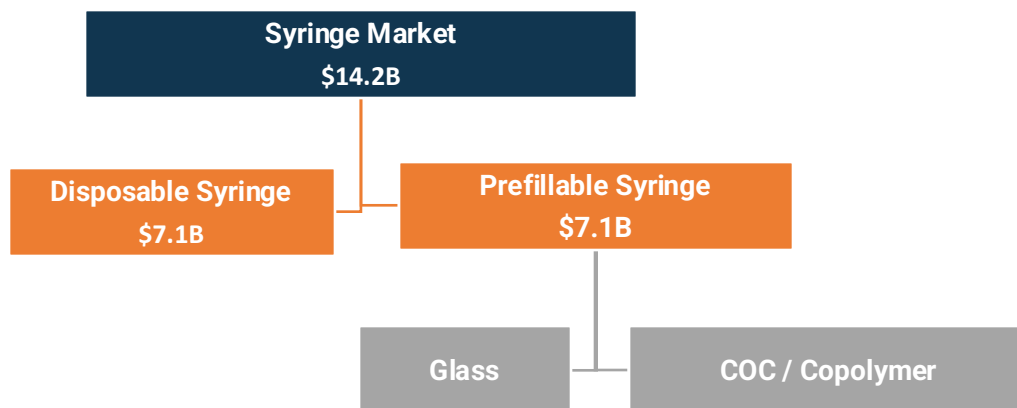 Syringe Market
$14.2B
Disposable Syringe
$7.1B
Prefillable Syringe
$7.1B
Glass
COC / Copolymer